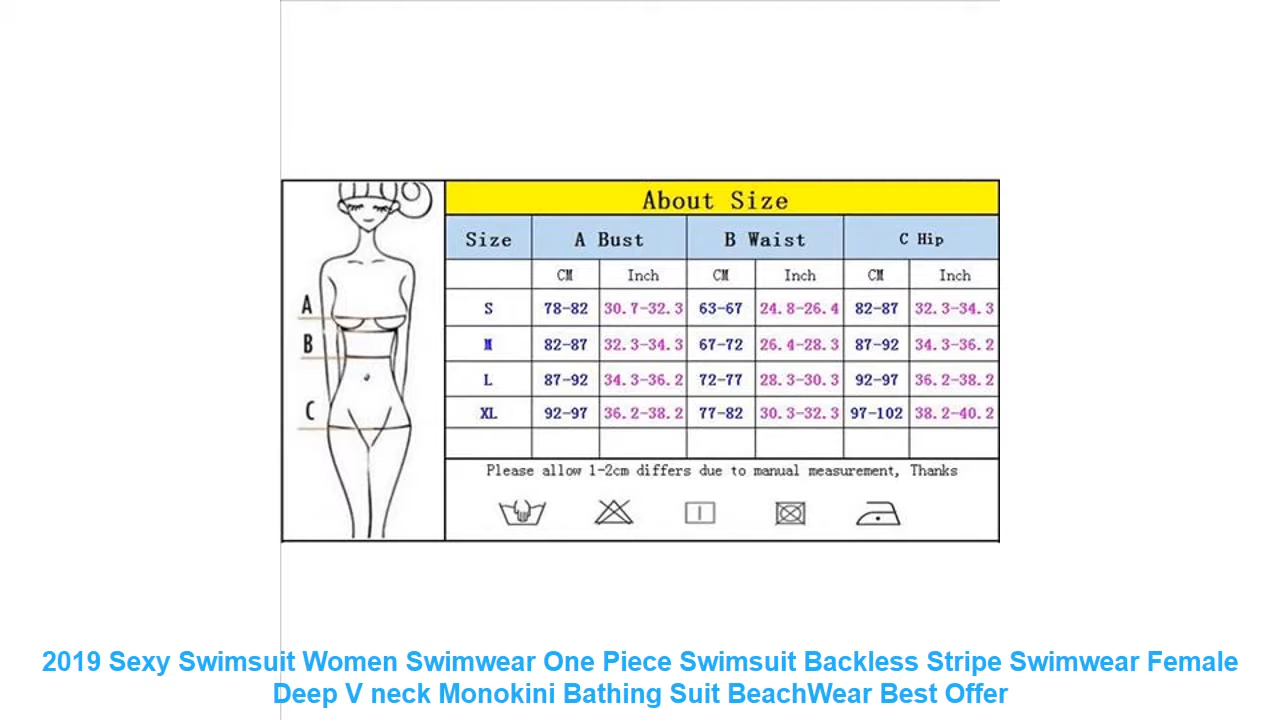 About Size
Size A Bust B Waist C Hip
CM Inch CM Inch CM Inch
S 78-82 30.7-32.3 63-67 24.8-26.4 82-87 32.3-34.3
M 82-87 32.3-34.3 67-72 26.4-28.3 87-92 34.3-36.2
L 87-92 34.3-36.2 72-77 28.3-30.3 92-97 36.2-38.2
XL 92-97 36.2-38.2 77-82 30.3-32.3 97-102 38.2-40.2
A
B
C
Please allow 1-2cm differs due to manual measurement, Thanks
2019 Sexy Swimsuit Women Swimwear One Piece Swimsuit Backless Stripe Swimwear Female
Deep V neck Monokini Bathing Suit BeachWear Best Offer